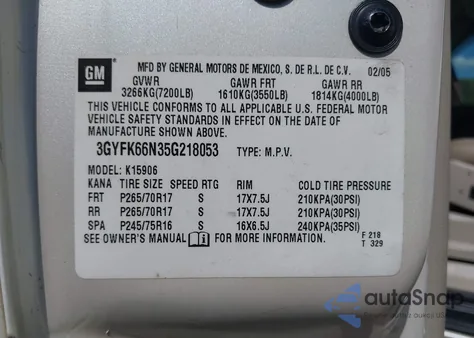 GM
MFD BY GENERAL MOTORS DE MEXICO, S. DE R.L. DE C.V. 02/05
GVWR GAWR FRT GAWR RR
3266KG(7200LB) 1610KG(3550LB) 1814KG(4000LB)
THIS VEHICLE CONFORMS TO ALL APPLICABLE U.S. FEDERAL MOTOR
VEHICLE SAFETY STANDARDS IN EFFECT ON THE DATE OF
MANUFACTURE SHOWN ABOVE.
3GYFK66N35G218053 TYPE: M.P.V.
MODEL: K15906
KANA TIRE SIZE SPEED RTG RIM COLD TIRE PRESSURE
FRT P265/70R17 S 17X7.5J 210KPA(30PSI)
RR P265/70R17 S 17X7.5J 210KPA(30PSI)
SPA P245/75R16 S 16X6.5J 240KPA(35PSI)
SEE OWNER'S MANUAL FOR MORE INFORMATION
F 218
T 329
autoSnap